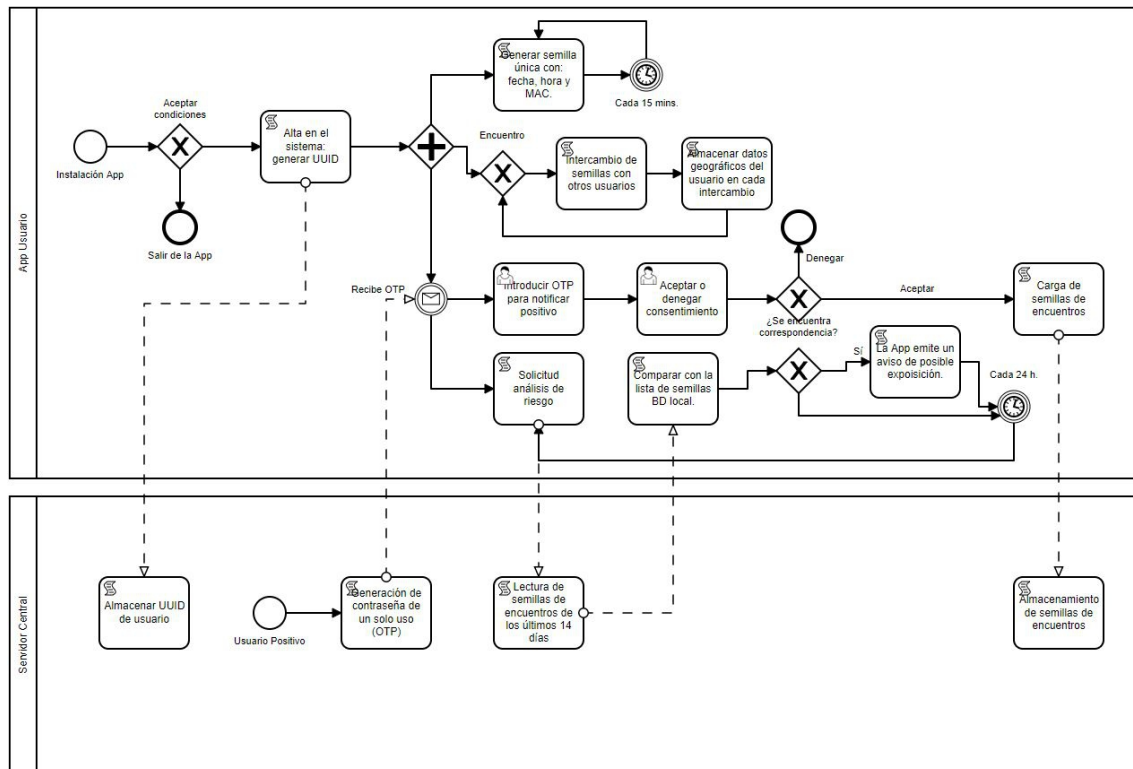 App Usuario
Instalación App
Aceptar
condiciones
Salir de la App
Alta en el
sistema:
generar UUID
Generar semilla
única con:
fecha, hora y
MAC.
Cada 15 mins.
Encuentro
Intercambio de
semillas con
otros usuarios
Almacenar datos
geográficos del
usuario en cada
intercambio
Recibe OTP
Introducir OTP
para notificar
positivo
Aceptar o
denegar
consentimiento
Denegar
Aceptar
Carga de
semillas de
encuentros
Solicitud
análisis de
riesgo
Comparar con la
lista de semillas
BD local.
¿Se encuentra
correspondencia?
Sí
La App emite un
aviso de posible
exposición.
Cada 24 h.
Servidor Central
Almacenar UUID
de usuario
Usuario Positivo
Generación de
contraseña de
un solo uso
(OTP)
Lectura de
semillas de
encuentros de
los últimos 14
días
Almacenamiento
de semillas de
encuentros